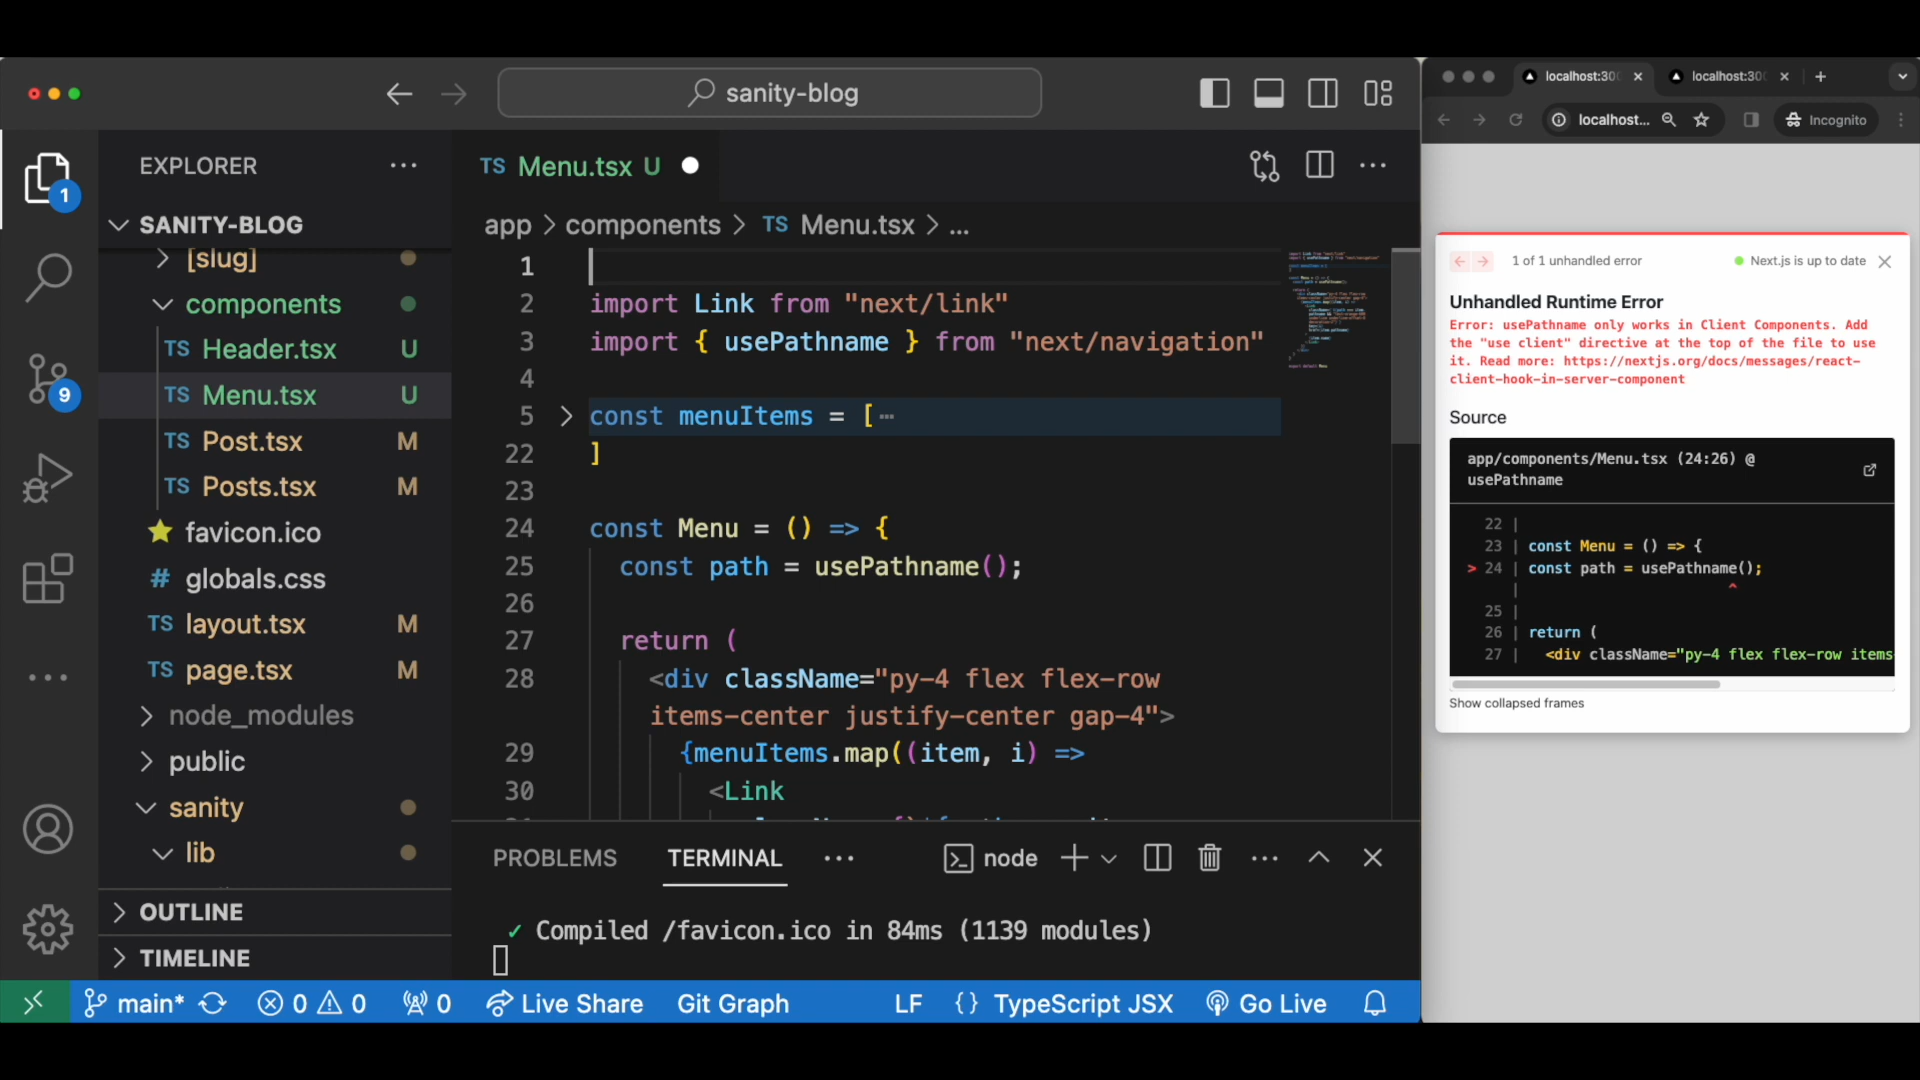 sanity-blog
EXPLORER
SANITY-BLOG
[slug]
components
TS Header.tsx U
TS Menu.tsx U
TS Post.tsx M
TS Posts.tsx M
favicon.ico
# globals.css
TS layout.tsx M
TS page.tsx M
node_modules
public
sanity
lib
OUTLINE
TIMELINE
1
9
TS Menu.tsx U
app > components > TS Menu.tsx > ...
1
2 import Link from "next/link"
3 import { usePathname } from "next/navigation"
4
5 const menuItems = [
22 ]
23
24 const Menu = () => {
25 const path = usePathname();
26
27 return (
28 <div className="py-4 flex flex-row
items-center justify-center gap-4">
29 {menuItems.map((item, i) =>
30 <Link
PROBLEMS TERMINAL ... node
✓ Compiled /favicon.ico in 84ms (1139 modules)
main* 0 0 0 Live Share Git Graph LF {} TypeScript JSX Go Live
localhost:300 localhost:300
localhost... Incognito
1 of 1 unhandled error Next.js is up to date
Unhandled Runtime Error
Error: usePathname only works in Client Components. Add
the "use client" directive at the top of the file to use
it. Read more: https://nextjs.org/docs/messages/react-
client-hook-in-server-component
Source
app/components/Menu.tsx (24:26) @
usePathname
22 |
23 | const Menu = () => {
> 24 | const path = usePathname();
| ^
25 |
26 | return (
27 | <div className="py-4 flex flex-row items
Show collapsed frames